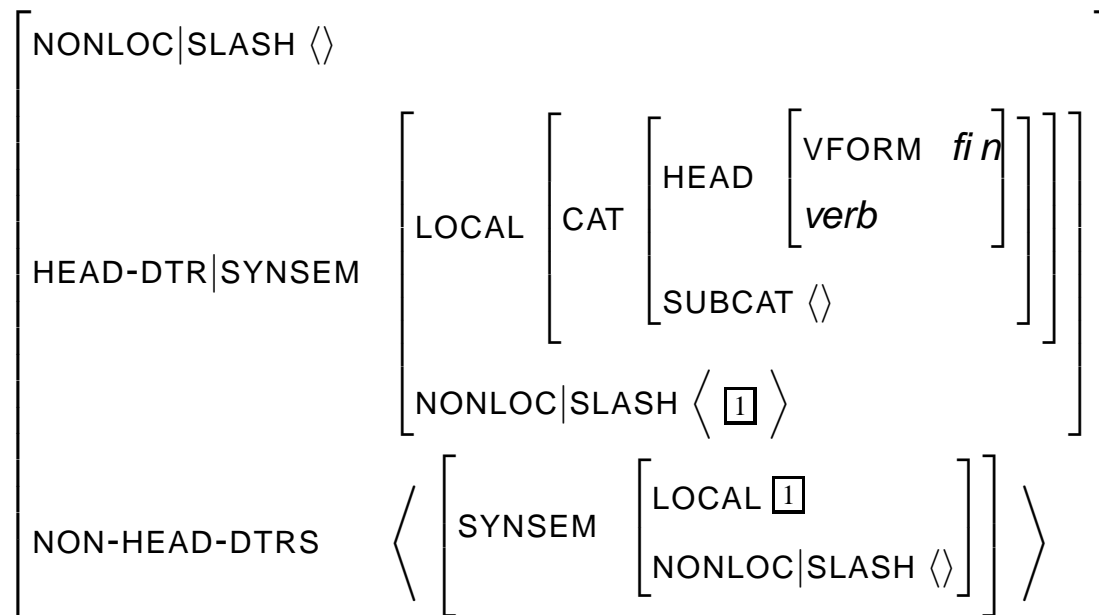 NONLOC|SLASH ⟨⟩
VFORM fin
HEAD
verb
LOCAL CAT
HEAD-DTR|SYNSEM
SUBCAT ⟨⟩
NONLOC|SLASH ⟨ 1 ⟩
LOCAL 1
SYNSEM
NON-HEAD-DTRS
NONLOC|SLASH ⟨⟩